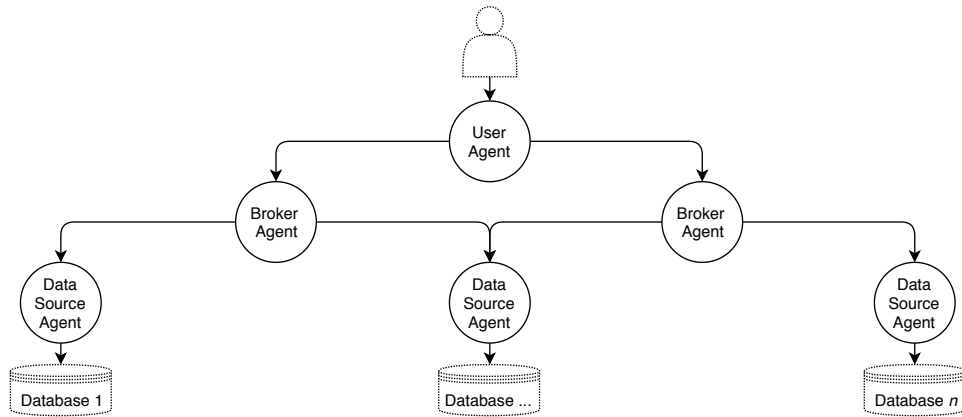 User
Agent
Broker
Agent
Broker
Agent
Data
Source
Agent
Data
Source
Agent
Data
Source
Agent
Database 1
Database ...
Database n